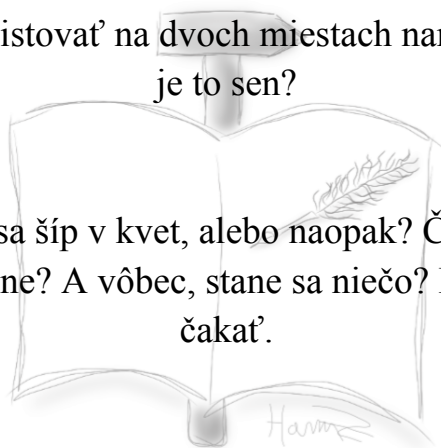 istovať na dvoch miestach nar
je to sen?
sa šíp v kvet, alebo naopak? Č
ne? A vôbec, stane sa niečo?
čakať.